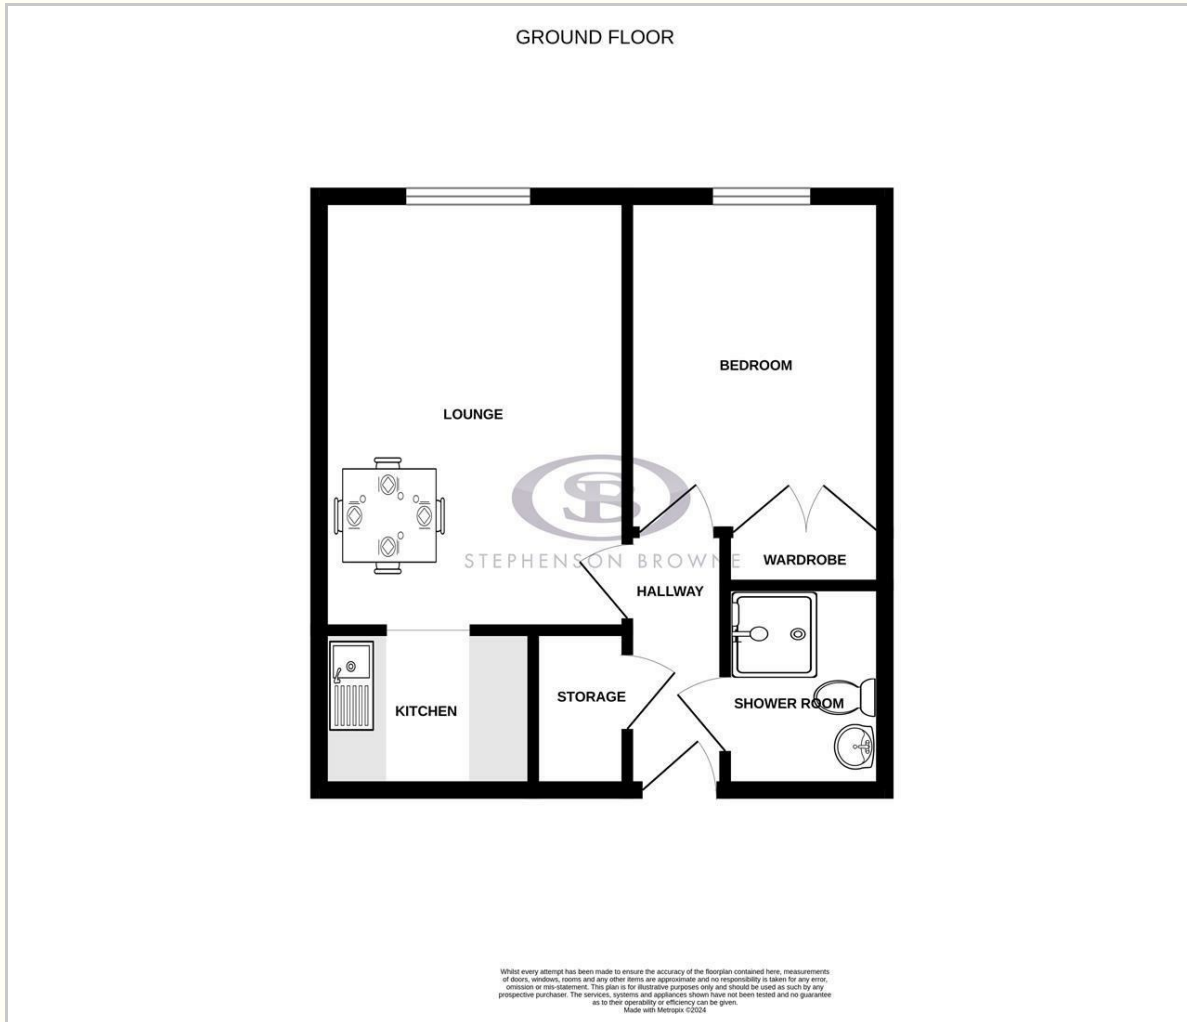 GROUND FLOOR
BEDROOM
LOUNGE
SB
STEPHENSON BROWNE
WARDROBE
HALLWAY
STORAGE
SHOWER ROOM
KITCHEN
Whilst every attempt has been made to ensure the accuracy of the floorplan contained here, measurements
of doors, windows, rooms and any other items are approximate and no responsibility is taken for any error,
omission or mis-statement. This plan is for illustrative purposes only and should be used as such by any
prospective purchaser. The services, systems and appliances shown have not been tested and no guarantee
as to their operability or efficiency can be given.
Made with Metropix ©2024